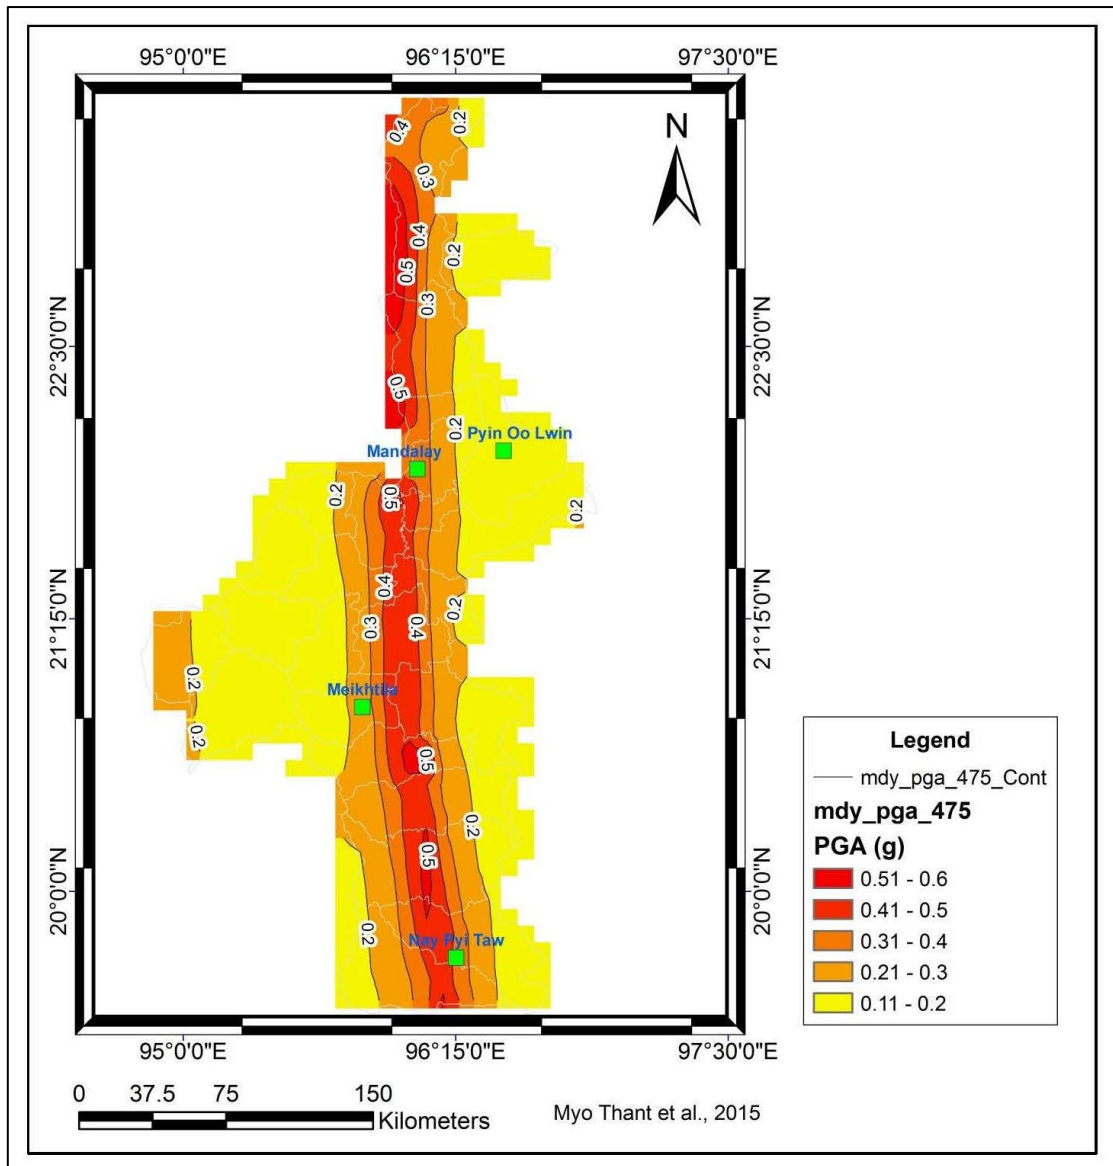 95°0'0"E 96°15'0"E 97°30'0"E
N
0.4
0.2
0.3
0.4
0.2
0.5
0.3
22°30'0"N 22°30'0"N
0.5
0.2
Pyin Oo Lwin
Mandalay
0.2
0.5
0.2
0.4
21°15'0"N 21°15'0"N
0.2
0.3
0.4
0.2
Meikhtila
0.2
0.5
0.2
0.5
20°0'0"N 20°0'0"N
0.2
Nay Pyi Taw
95°0'0"E 96°15'0"E 97°30'0"E
Legend
mdy_pga_475_Cont
mdy_pga_475
PGA (g)
0.51 - 0.6
0.41 - 0.5
0.31 - 0.4
0.21 - 0.3
0.11 - 0.2
0 37.5 75 150
Kilometers
Myo Thant et al., 2015